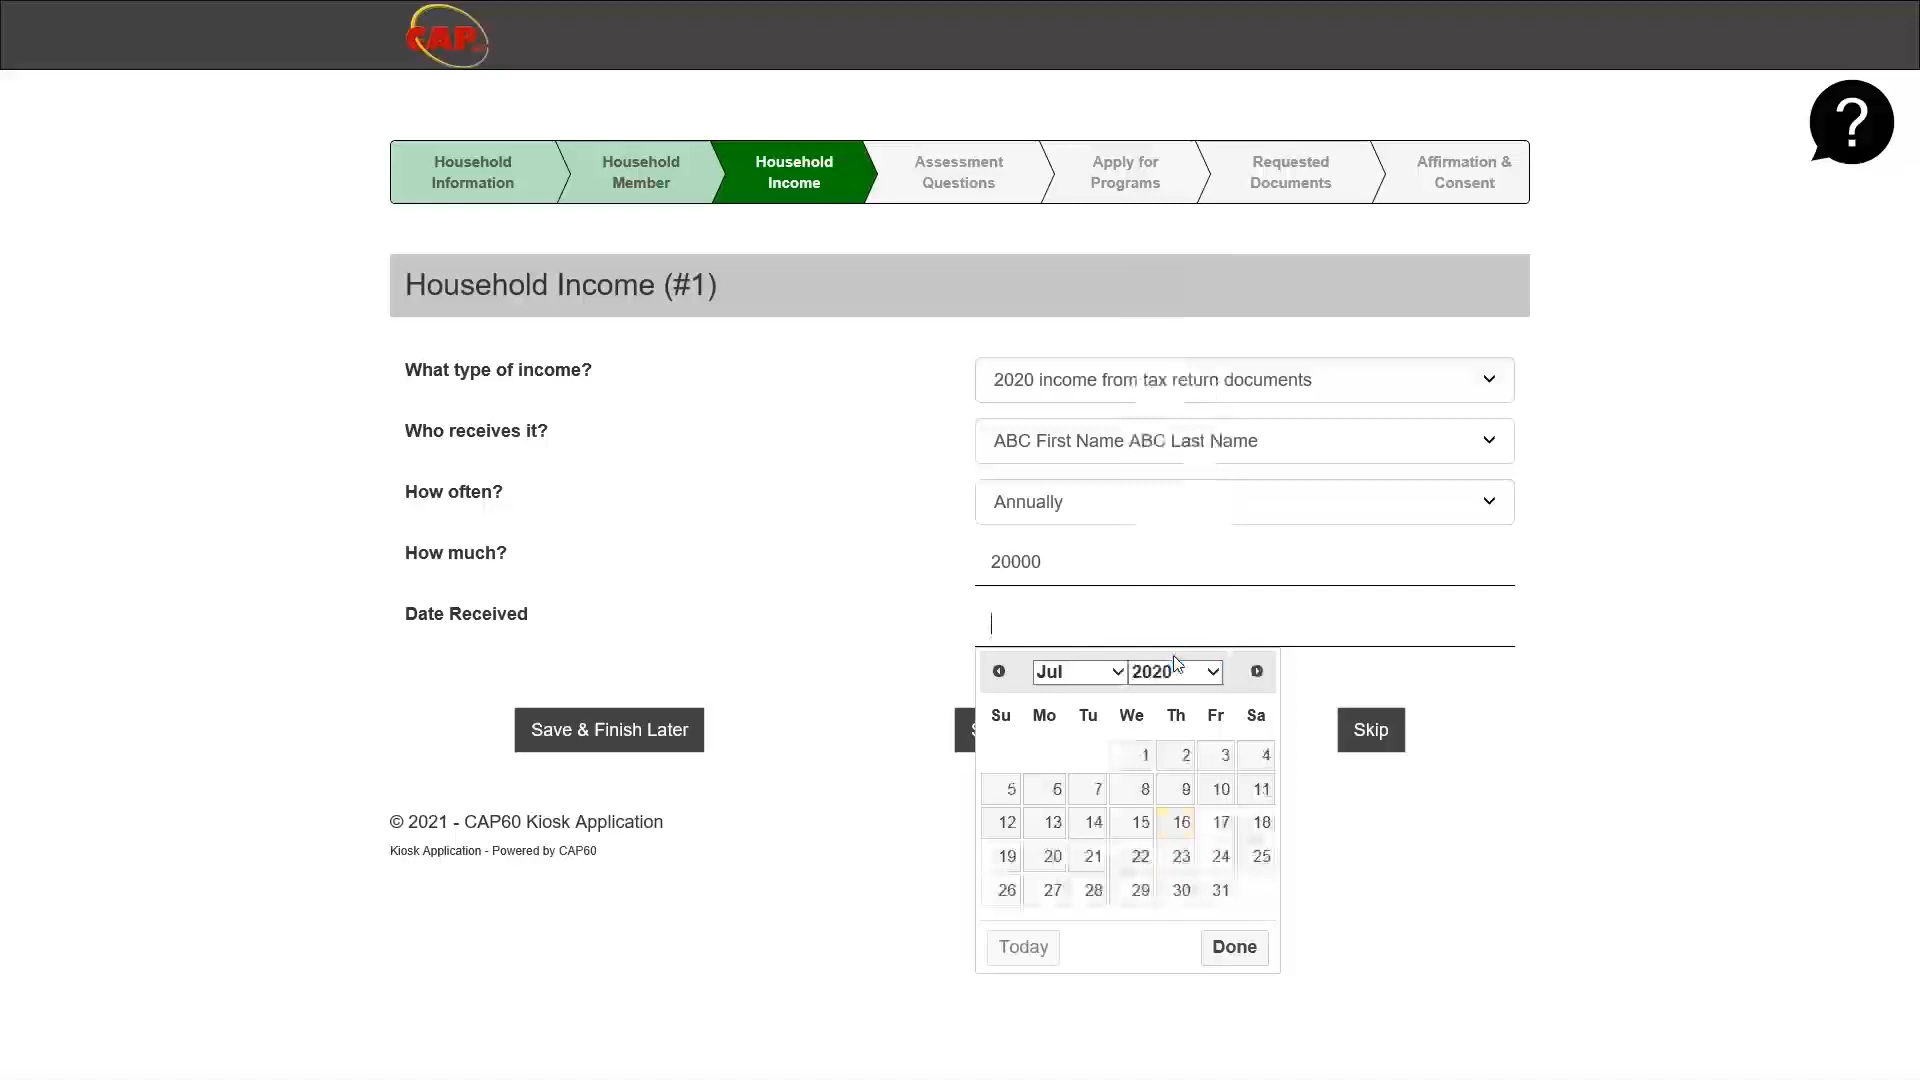 CAP
?
Household Information
Household Member
Household Income
Assessment Questions
Apply for Programs
Requested Documents
Affirmation & Consent
Household Income (#1)
What type of income?
2020 income from tax return documents
Who receives it?
ABC First Name ABC Last Name
How often?
Annually
How much?
20000
Date Received
Jul 2020
Su Mo Tu We Th Fr Sa
1 2 3 4
5 6 7 8 9 10 11
12 13 14 15 16 17 18
19 20 21 22 23 24 25
26 27 28 29 30 31
Today Done
Save & Finish Later
Skip
© 2021 - CAP60 Kiosk Application
Kiosk Application - Powered by CAP60